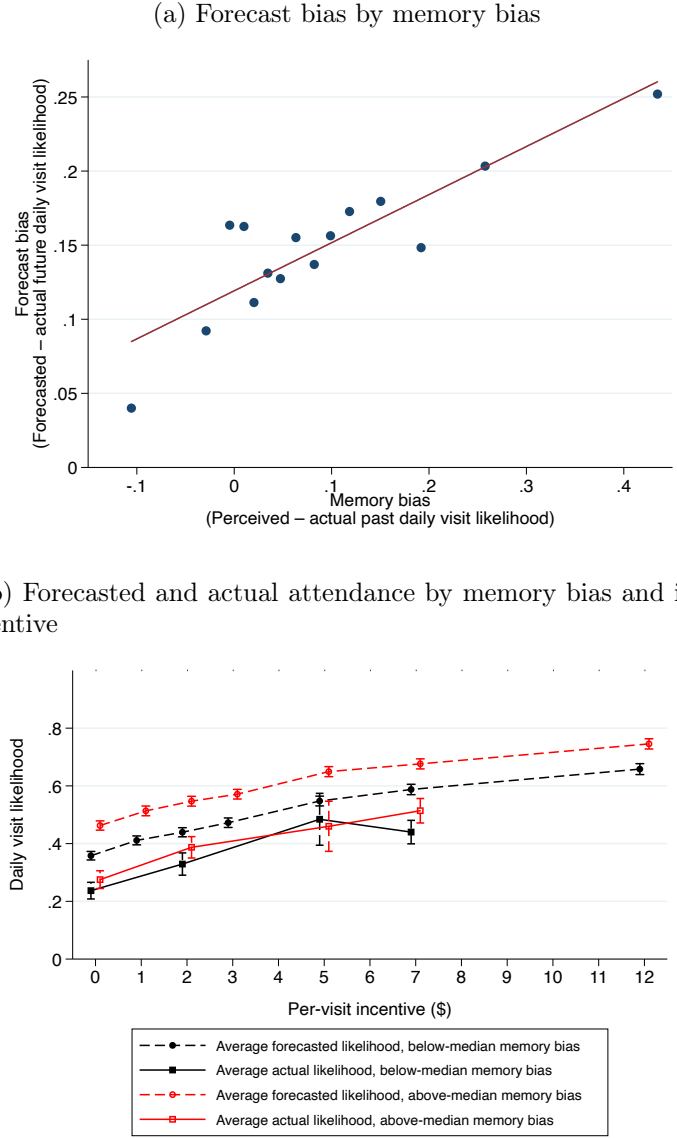 (a) Forecast bias by memory bias
Forecast bias
(Forecasted – actual future daily visit likelihood)
.25
.2
.15
.1
.05
0
-.1 0 .1 .2 .3 .4
Memory bias
(Perceived – actual past daily visit likelihood)
) Forecasted and actual attendance by memory bias and i
entive
Daily visit likelihood
.8
.6
.4
.2
0
0 1 2 3 4 5 6 7 8 9 10 11 12
Per-visit incentive ($)
Average forecasted likelihood, below-median memory bias
Average actual likelihood, below-median memory bias
Average forecasted likelihood, above-median memory bias
Average actual likelihood, above-median memory bias